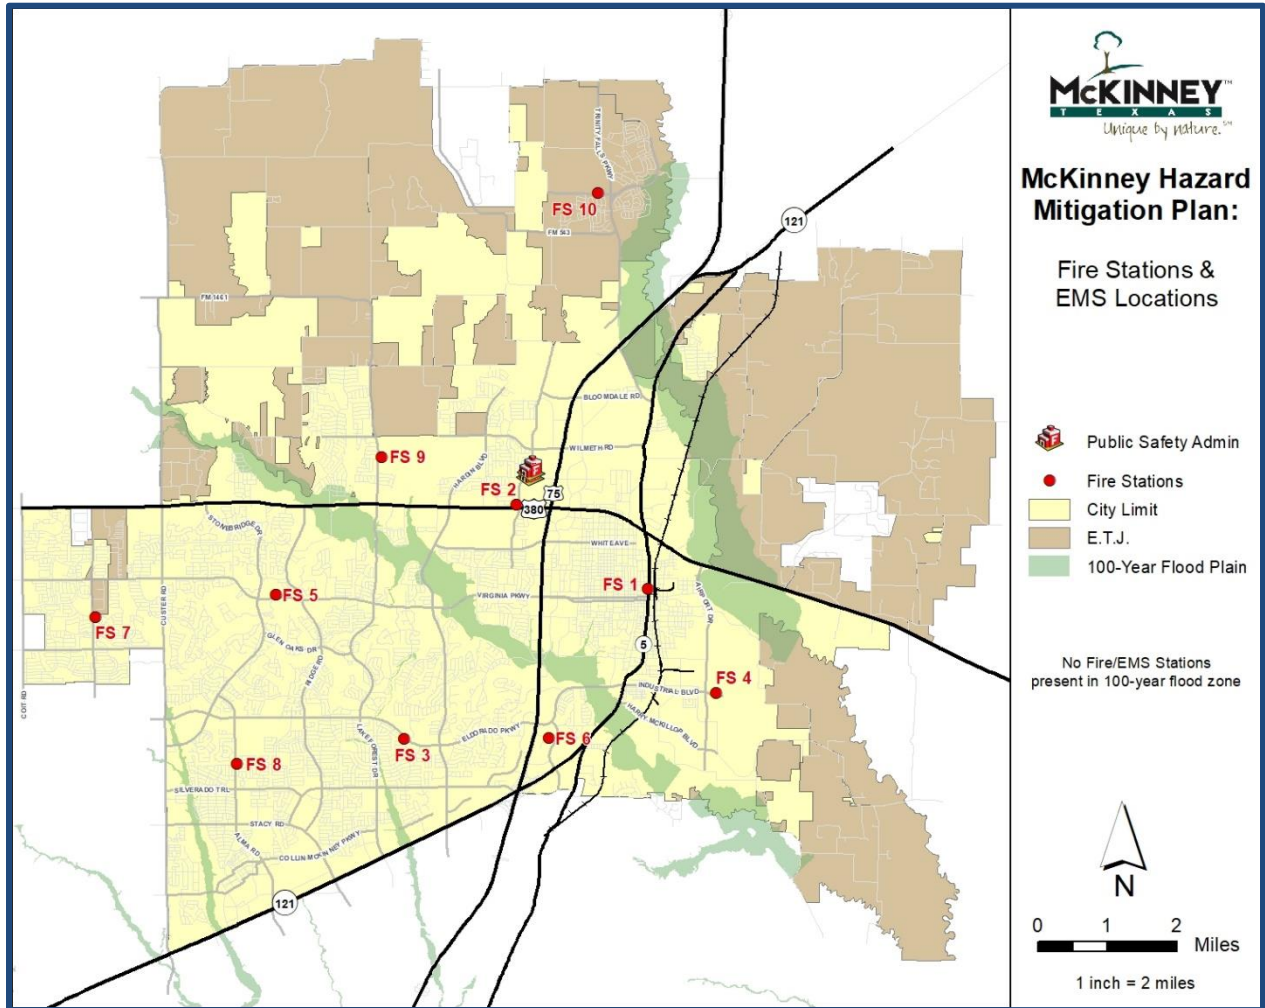 TRINITY FALLS PKWY
FS 10
FM 543
121
FM 1461
BLOOMDALE RD
WILMETH RD
HARDIN BLVD
FS 9
FS 2
75
380
STONEBRIDGE DR
WHITE AVE
FS 1
AIRPORT DR
FS 5
VIRGINIA PKWY
CUSTER RD
FS 7
GLEN OAKS DR
RIDGE RD
5
COIT RD
INDUSTRIAL BLVD
FS 4
HARRY MCKILLOP BLVD
LAKE FOREST DR
ELDORADO PKWY
FS 3
FS 6
FS 8
SILVERADO TRL
STACY RD
ALMA RD
COLLIN MCKINNEY PKWY
121
McKINNEY™
TEXAS
Unique by nature.℠
McKinney Hazard
Mitigation Plan:
Fire Stations &
EMS Locations
Public Safety Admin
Fire Stations
City Limit
E.T.J.
100-Year Flood Plain
No Fire/EMS Stations
present in 100-year flood zone
N
0 1 2
Miles
1 inch = 2 miles